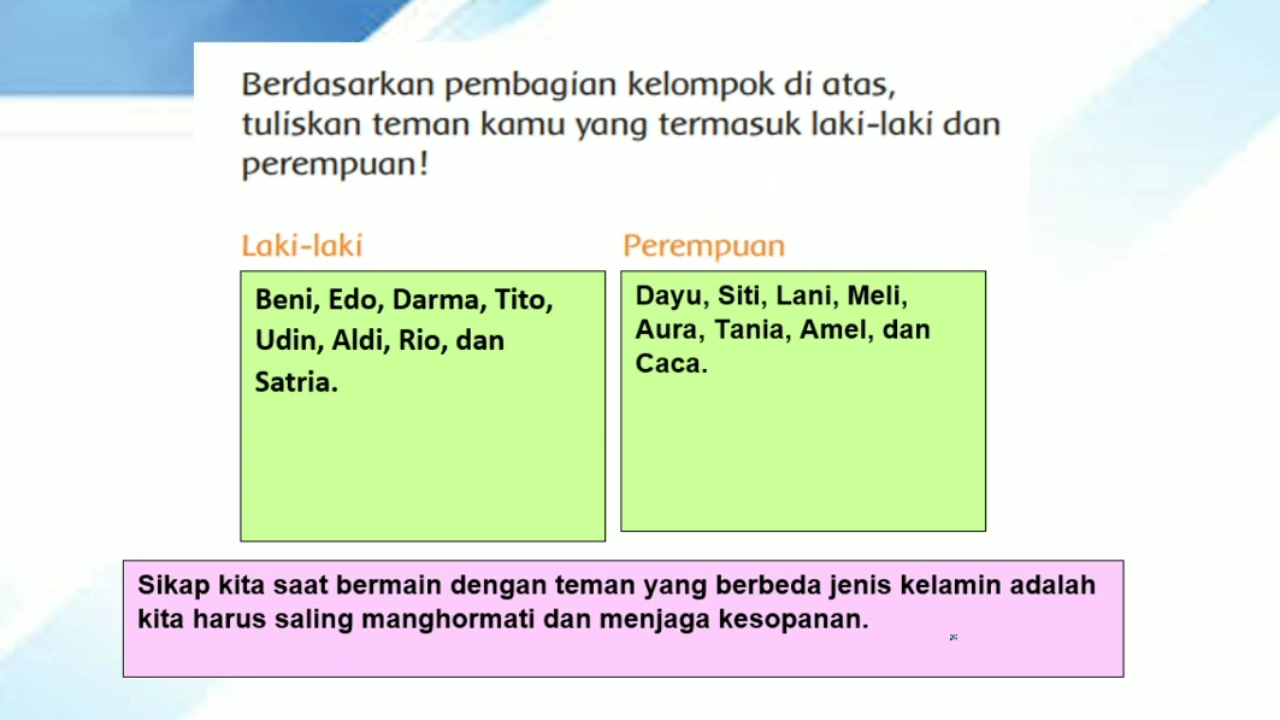 Berdasarkan pembagian kelompok di atas,
tuliskan teman kamu yang termasuk laki-laki dan
perempuan!
Laki-laki
Beni, Edo, Darma, Tito,
Udin, Aldi, Rio, dan
Satria.
Perempuan
Dayu, Siti, Lani, Meli,
Aura, Tania, Amel, dan
Caca.
Sikap kita saat bermain dengan teman yang berbeda jenis kelamin adalah
kita harus saling manghormati dan menjaga kesopanan.